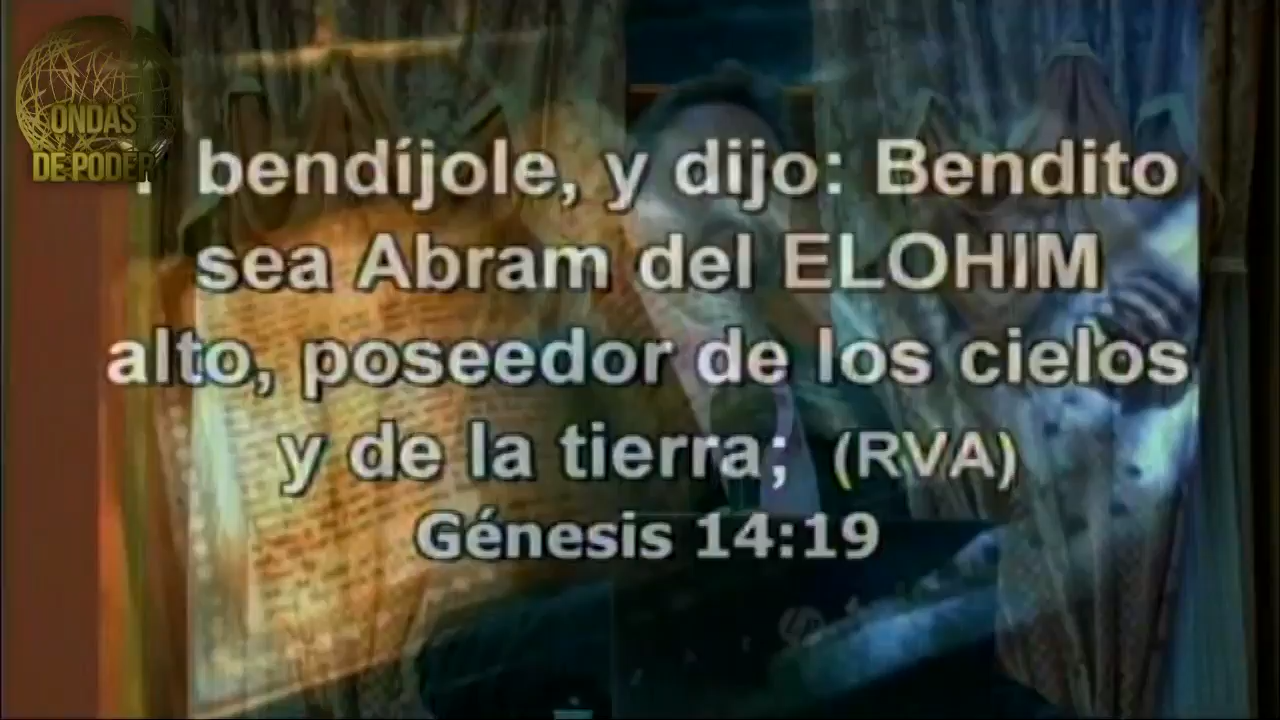 ONDAS
DE PODER
bendíjole, y dijo: Bendito
sea Abram del ELOHIM
alto, poseedor de los cielos
y de la tierra; (RVA)
Génesis 14:19